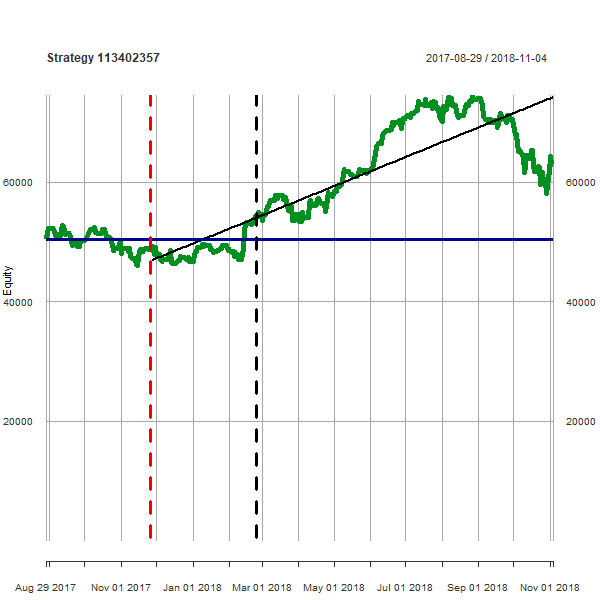 Strategy 113402357 2017-08-29 / 2018-11-04
60000 60000
Equity
40000 40000
20000 20000
Aug 29 2017 Nov 01 2017 Jan 01 2018 Mar 01 2018 May 01 2018 Jul 01 2018 Sep 01 2018 Nov 01 2018